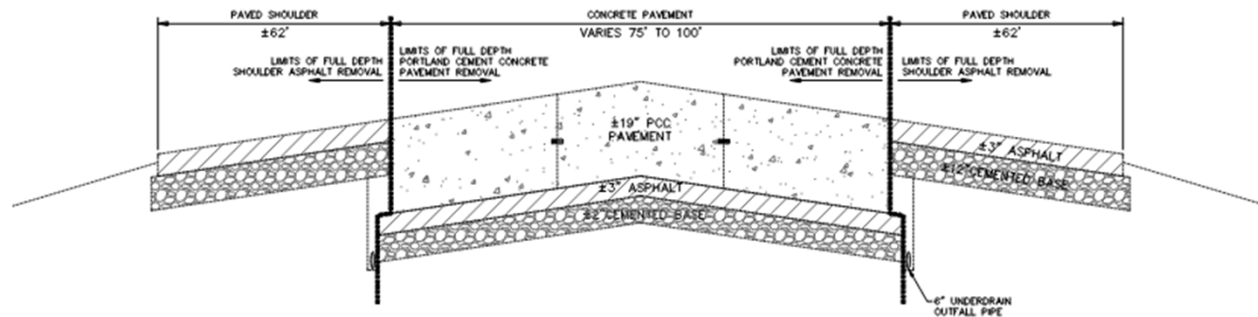 PAVED SHOULDER
±62'
CONCRETE PAVEMENT
VARIES 75' TO 100'
PAVED SHOULDER
±62'
LIMITS OF FULL DEPTH
SHOULDER ASPHALT REMOVAL
LIMITS OF FULL DEPTH
PORTLAND CEMENT CONCRETE
PAVEMENT REMOVAL
LIMITS OF FULL DEPTH
PORTLAND CEMENT CONCRETE
PAVEMENT REMOVAL
LIMITS OF FULL DEPTH
SHOULDER ASPHALT REMOVAL
±19" PCC
PAVEMENT
±3" ASPHALT
±12" CEMENTED BASE
±3" ASPHALT
±2" CEMENTED BASE
6" UNDERDRAIN
OUTFALL PIPE